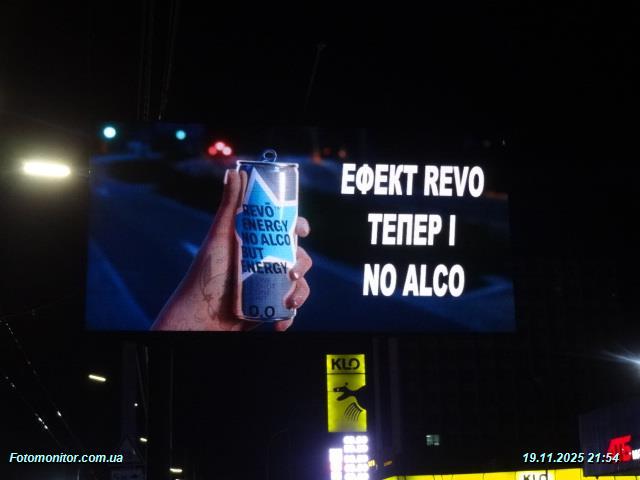 ЕФЕКТ REVO
ТЕПЕР І
NO ALCO
REVO
ENERGY
NO ALCO
BUT
ENERGY
0.0
KLO
KLO
Fotomonitor.com.ua
19.11.2025 21:54